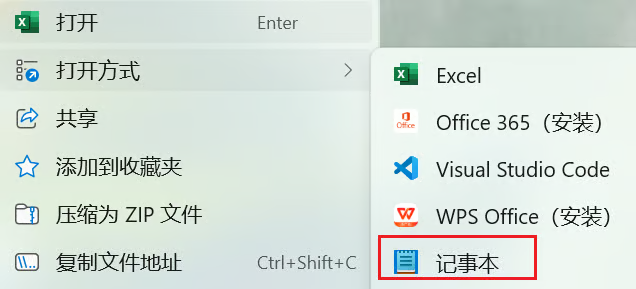 打开 Enter
打开方式
共享
添加到收藏夹
压缩为 ZIP 文件
复制文件地址 Ctrl+Shift+C
Excel
Office 365（安装）
Visual Studio Code
WPS Office（安装）
记事本